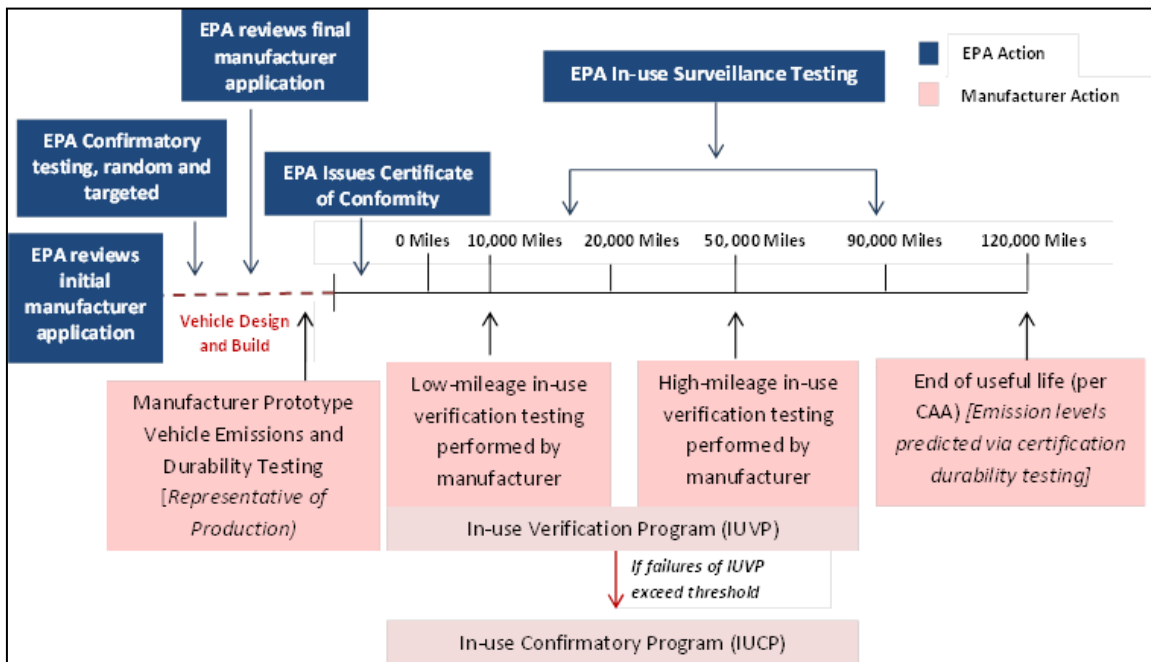 EPA reviews final
manufacturer
application
EPA In-use Surveillance Testing
EPA Action
Manufacturer Action
EPA Confirmatory
testing, random and
targeted
EPA Issues Certificate
of Conformity
EPA reviews
initial
manufacturer
application
0 Miles
10,000 Miles
20,000 Miles
50,000 Miles
90,000 Miles
120,000 Miles
Vehicle Design
and Build
Manufacturer Prototype
Vehicle Emissions and
Durability Testing
[Representative of
Production)
Low-mileage in-use
verification testing
performed by
manufacturer
High-mileage in-use
verification testing
performed by
manufacturer
End of useful life (per
CAA) [Emission levels
predicted via certification
durability testing]
In-use Verification Program (IUVP)
If failures of IUVP
exceed threshold
In-use Confirmatory Program (IUCP)